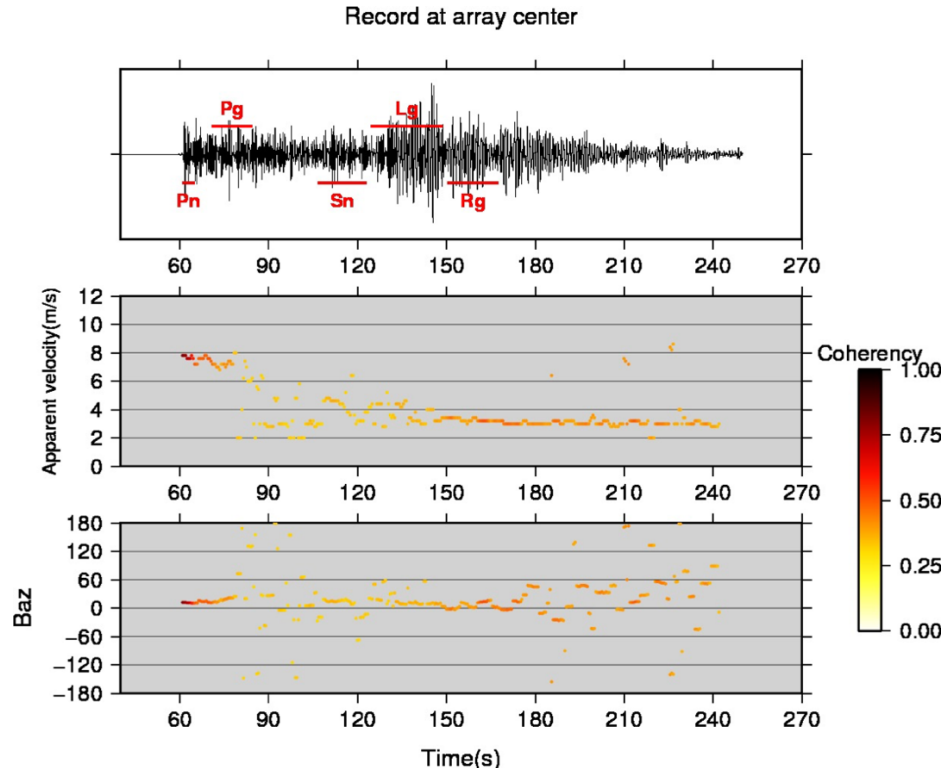 Record at array center
Pg
Lg
Pn
Sn
Rg
60 90 120 150 180 210 240 270
Apparent velocity(m/s)
12
10
8
6
4
2
0
60 90 120 150 180 210 240 270
Coherency
1.00
0.75
0.50
0.25
0.00
Baz
180
120
60
0
−60
−120
−180
60 90 120 150 180 210 240 270
Time(s)